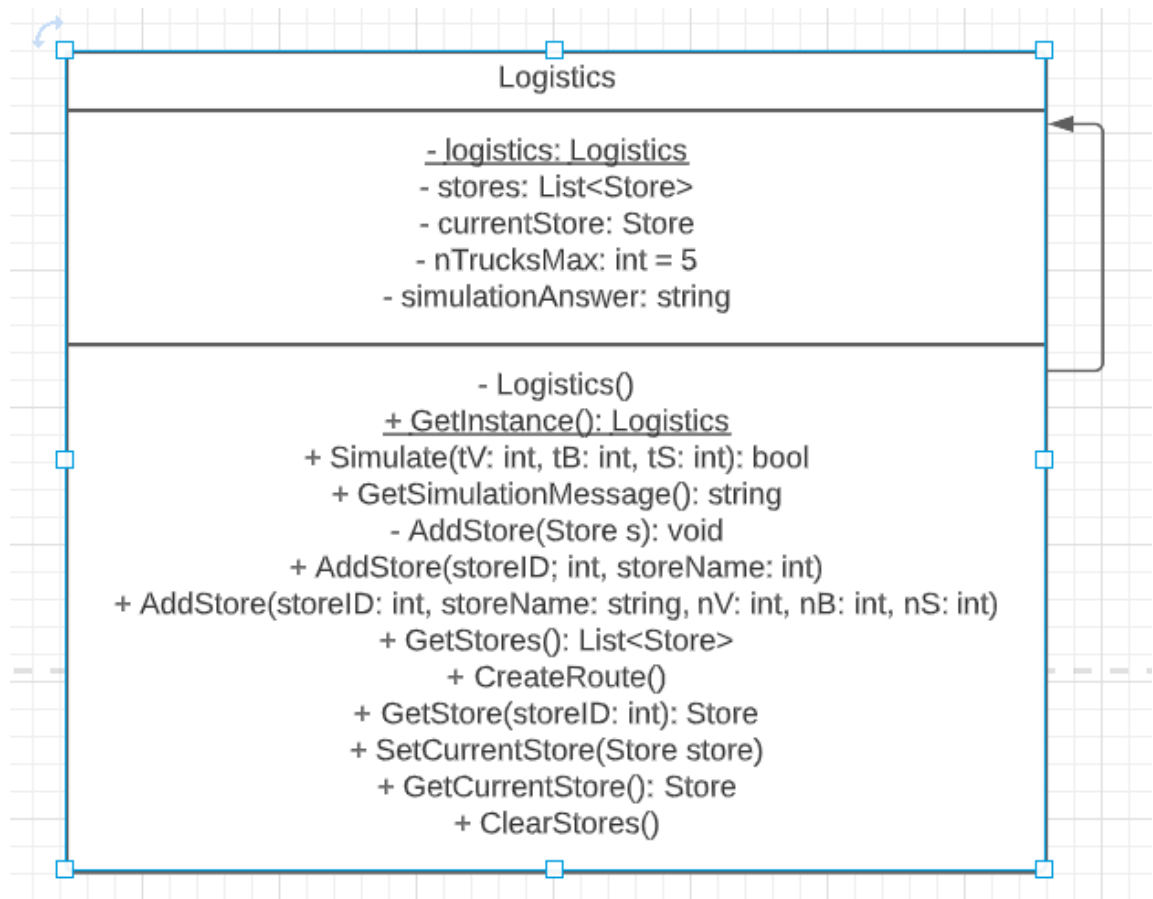 Logistics
- logistics: Logistics
- stores: List<Store>
- currentStore: Store
- nTrucksMax: int = 5
- simulationAnswer: string
- Logistics()
+ GetInstance(): Logistics
+ Simulate(tV: int, tB: int, tS: int): bool
+ GetSimulationMessage(): string
- AddStore(Store s): void
+ AddStore(storeID; int, storeName: int)
+ AddStore(storeID: int, storeName: string, nV: int, nB: int, nS: int)
+ GetStores(): List<Store>
+ CreateRoute()
+ GetStore(storeID: int): Store
+ SetCurrentStore(Store store)
+ GetCurrentStore(): Store
+ ClearStores()